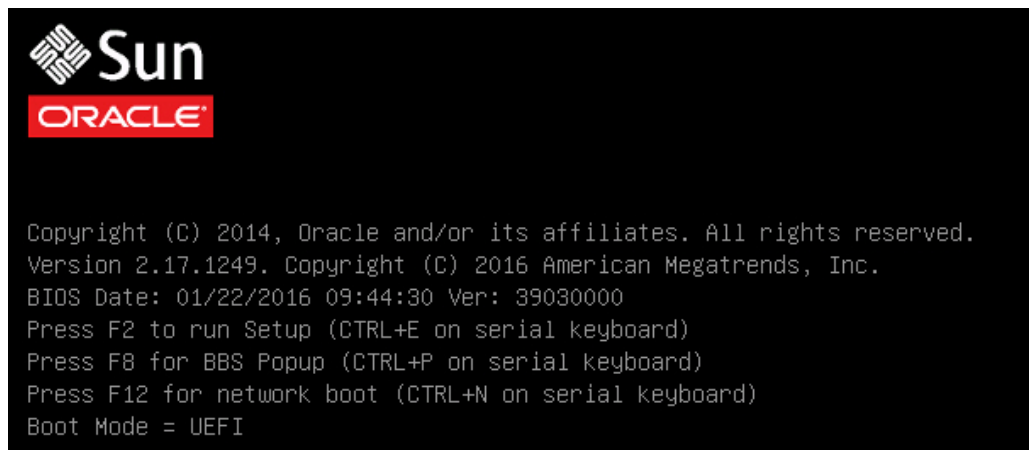 Sun
ORACLE
Copyright (C) 2014, Oracle and/or its affiliates. All rights reserved.
Version 2.17.1249. Copyright (C) 2016 American Megatrends, Inc.
BIOS Date: 01/22/2016 09:44:30 Ver: 39030000
Press F2 to run Setup (CTRL+E on serial keyboard)
Press F8 for BBS Popup (CTRL+P on serial keyboard)
Press F12 for network boot (CTRL+N on serial keyboard)
Boot Mode = UEFI